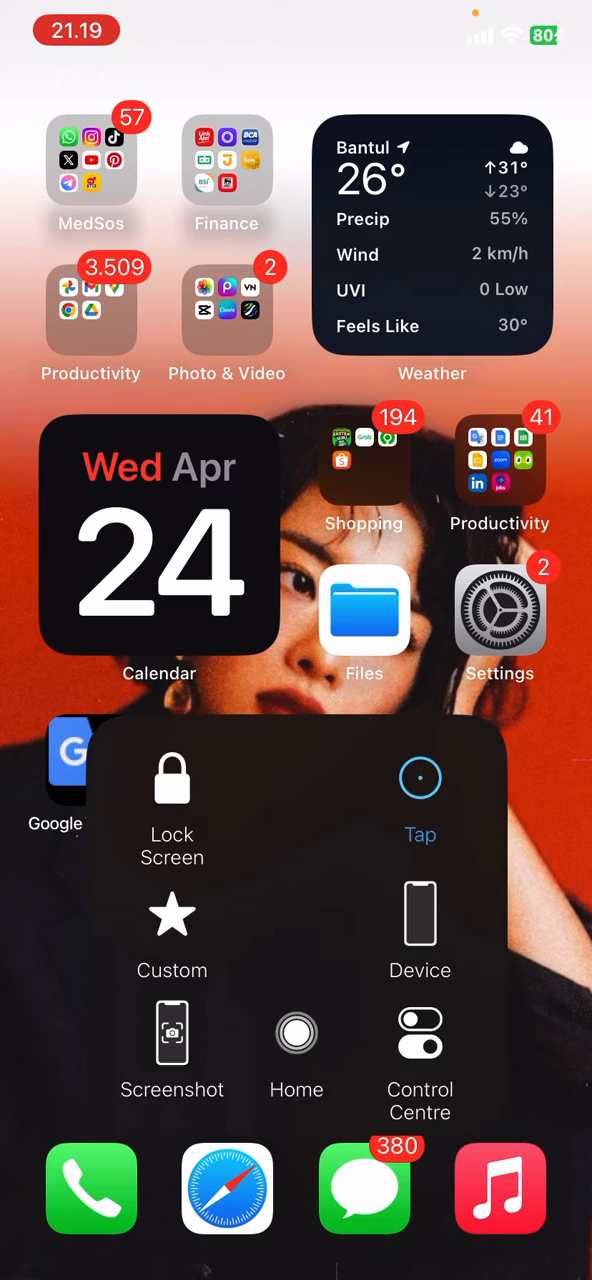 21.19
80
57
MedSos
Finance
Bantul
26°
↑31°
↓23°
Precip 55%
Wind 2 km/h
UVI 0 Low
Feels Like 30°
Weather
3.509
Productivity
2
Photo & Video
Wed Apr
24
Calendar
194
Shopping
41
Productivity
Files
2
Settings
Google
Lock
Screen
Tap
Custom
Device
Screenshot
Home
Control
Centre
380